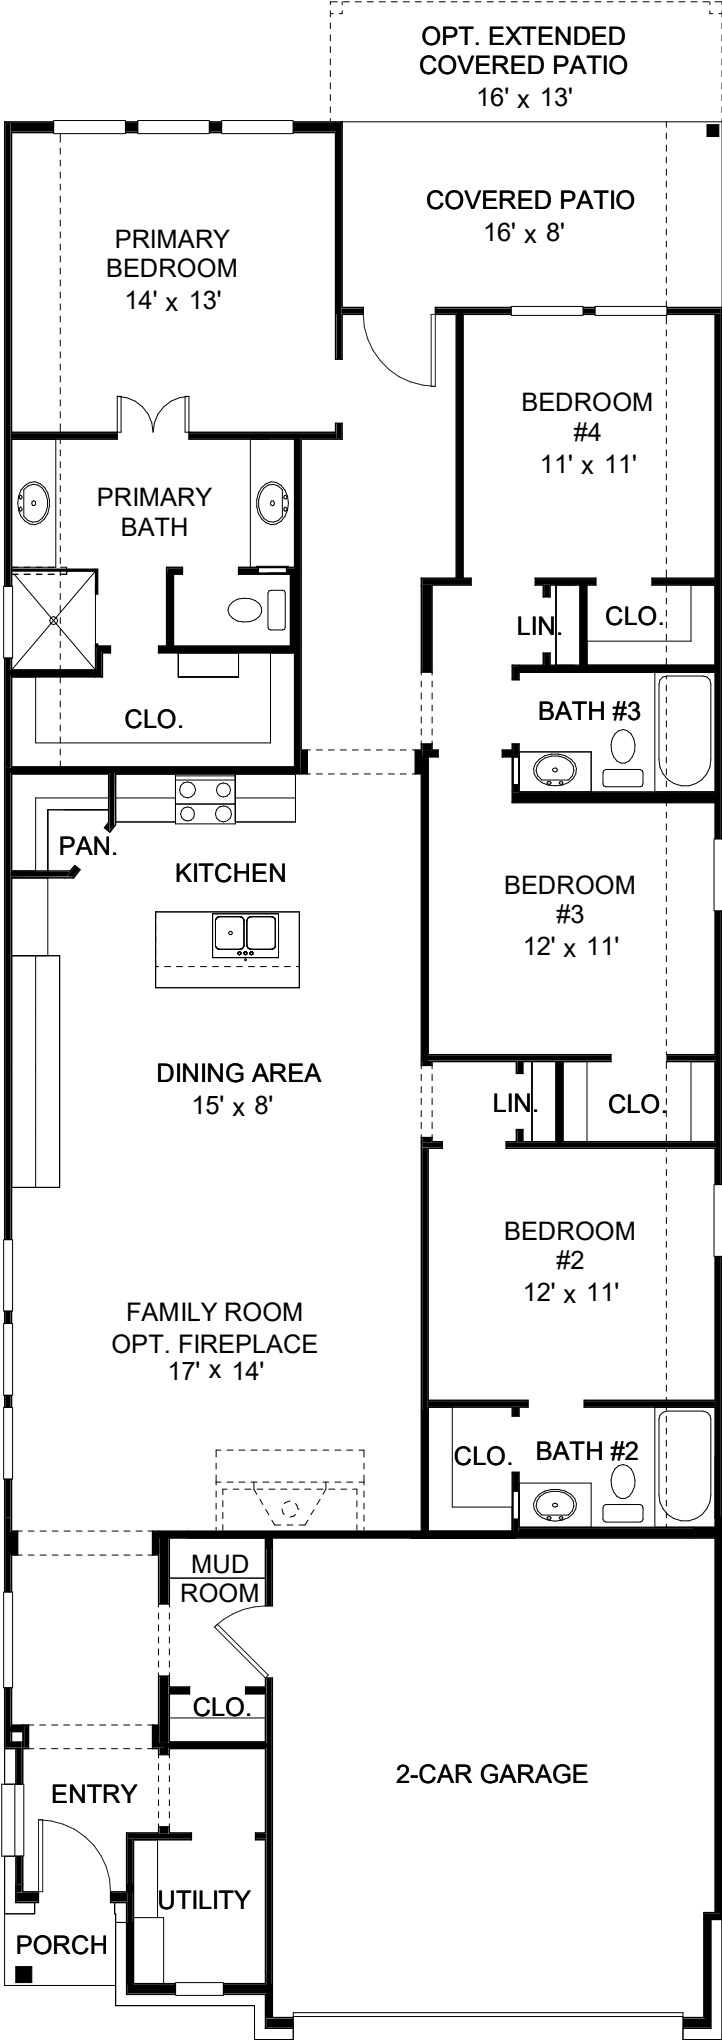 OPT. EXTENDED
COVERED PATIO
16' x 13'
COVERED PATIO
16' x 8'
PRIMARY
BEDROOM
14' x 13'
BEDROOM
#4
11' x 11'
PRIMARY
BATH
LIN.
CLO.
CLO.
BATH #3
PAN.
KITCHEN
BEDROOM
#3
12' x 11'
DINING AREA
15' x 8'
LIN.
CLO.
BEDROOM
#2
12' x 11'
FAMILY ROOM
OPT. FIREPLACE
17' x 14'
CLO.
BATH #2
MUD
ROOM
CLO.
2-CAR GARAGE
ENTRY
UTILITY
PORCH